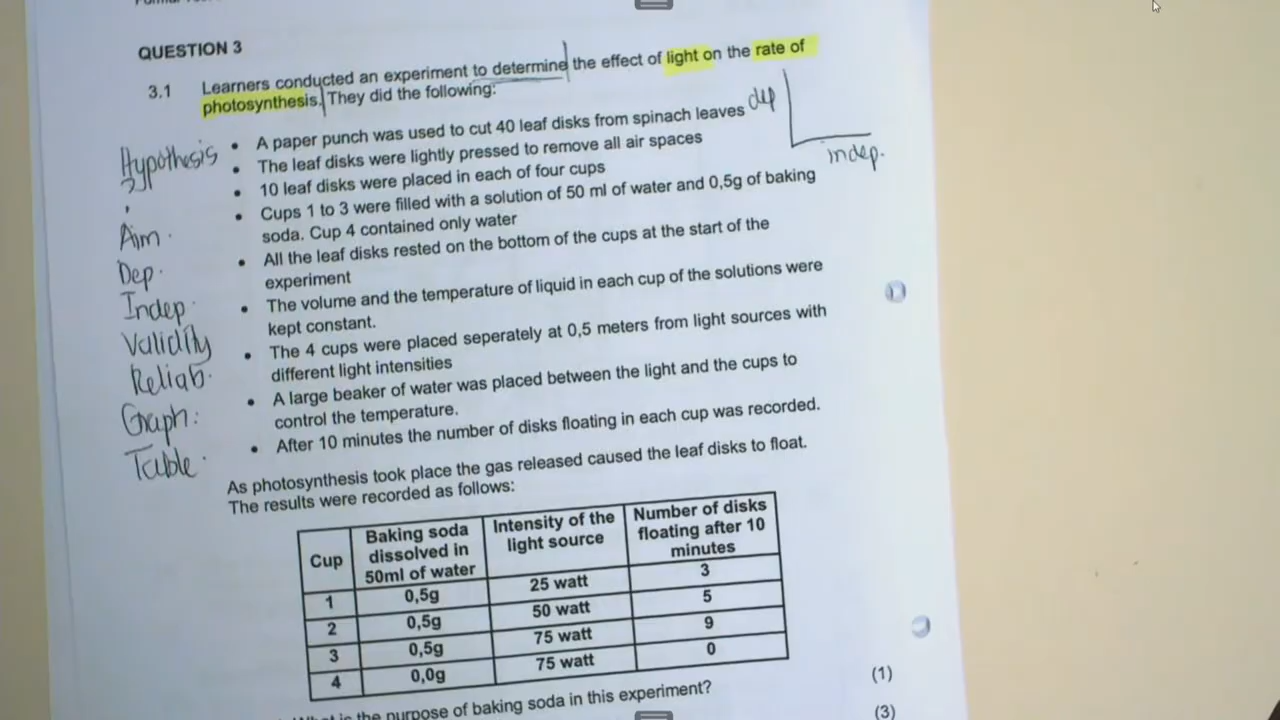 QUESTION 3
3.1 Learners conducted an experiment to determine the effect of light on the rate of
photosynthesis. They did the following:
• A paper punch was used to cut 40 leaf disks from spinach leaves
• The leaf disks were lightly pressed to remove all air spaces
• 10 leaf disks were placed in each of four cups
• Cups 1 to 3 were filled with a solution of 50 ml of water and 0,5g of baking
soda. Cup 4 contained only water
• All the leaf disks rested on the bottom of the cups at the start of the
experiment
• The volume and the temperature of liquid in each cup of the solutions were
kept constant.
• The 4 cups were placed seperately at 0,5 meters from light sources with
different light intensities
• A large beaker of water was placed between the light and the cups to
control the temperature.
• After 10 minutes the number of disks floating in each cup was recorded.
dep
indep.
Hypothesis
?
Aim.
Dep.
Indep.
Validity
Reliab.
Graph:
Table.
As photosynthesis took place the gas released caused the leaf disks to float.
The results were recorded as follows:
Cup | Baking soda dissolved in 50ml of water | Intensity of the light source | Number of disks floating after 10 minutes
1 | 0,5g | 25 watt | 3
2 | 0,5g | 50 watt | 5
3 | 0,5g | 75 watt | 9
4 | 0,0g | 75 watt | 0
What is the purpose of baking soda in this experiment? (1)
(3)